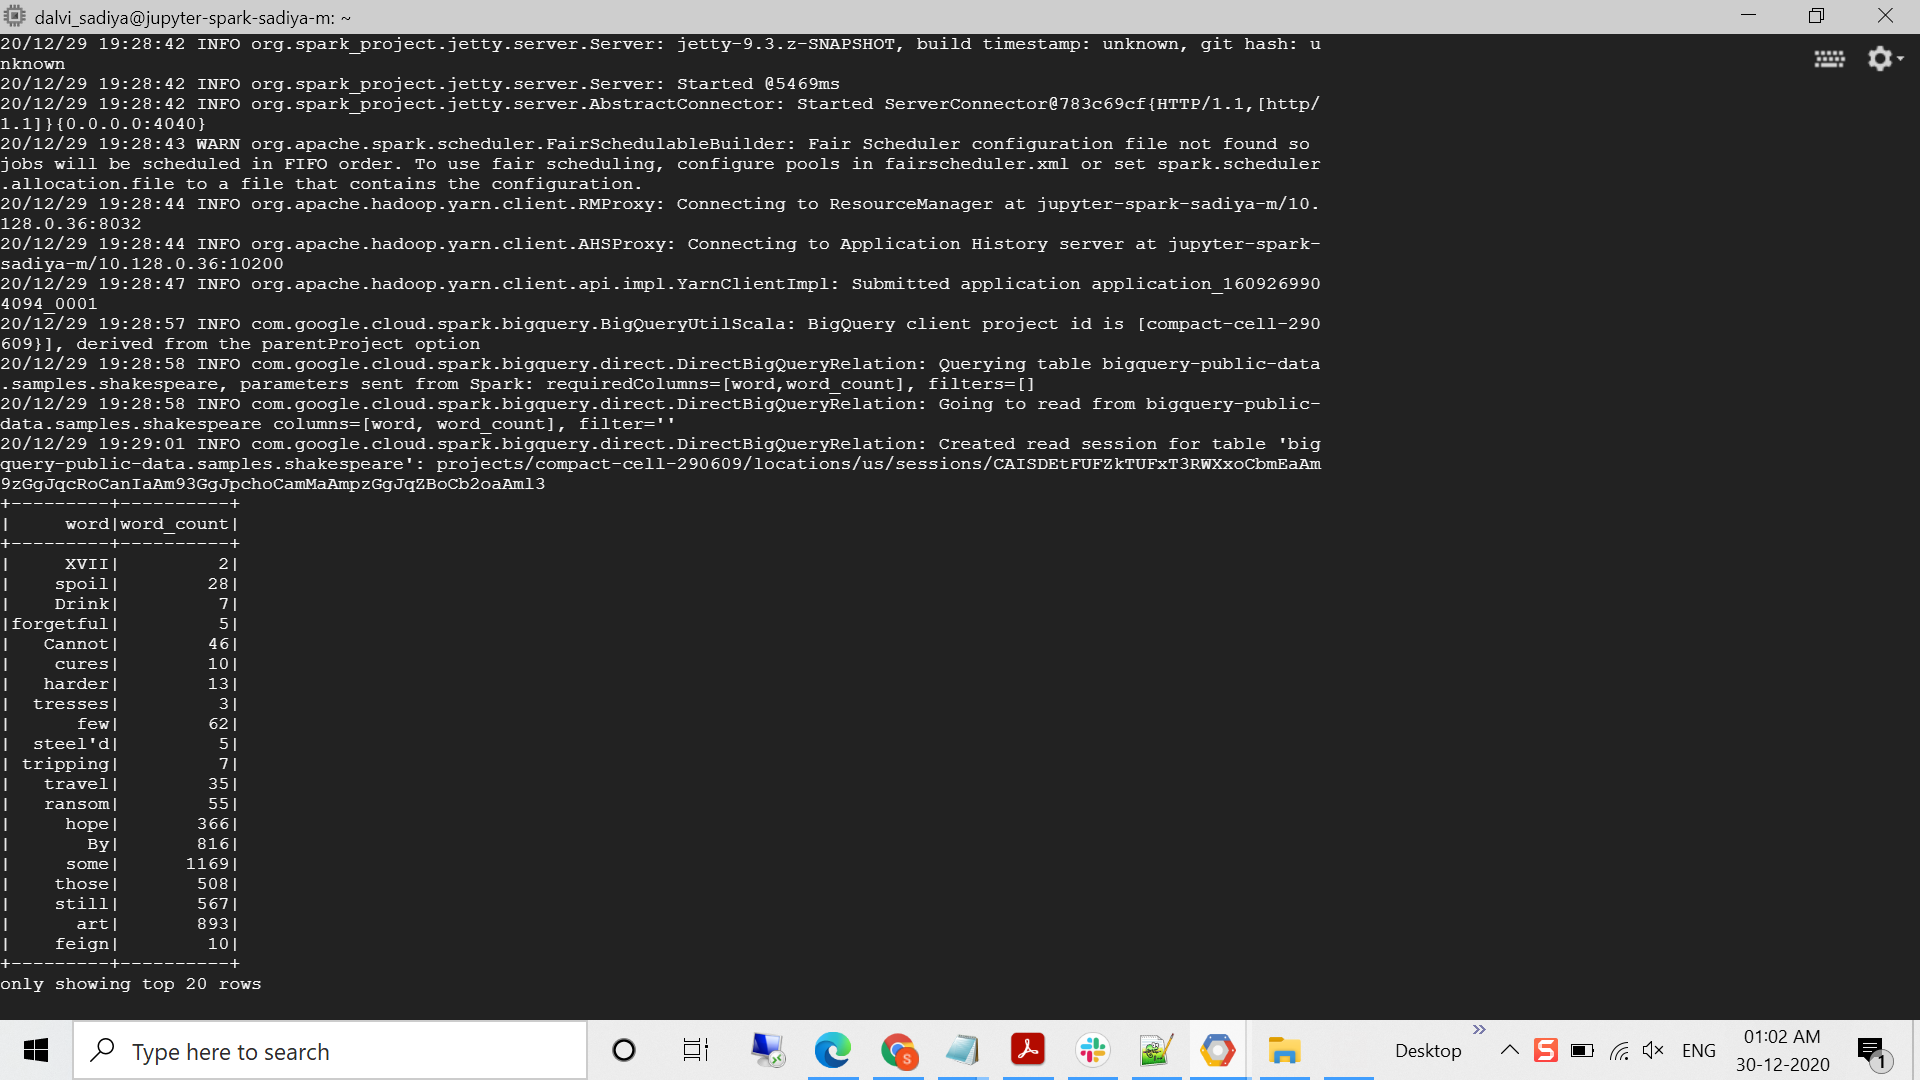 dalvi_sadiya@jupyter-spark-sadiya-m: ~
20/12/29 19:28:42 INFO org.spark_project.jetty.server.Server: jetty-9.3.z-SNAPSHOT, build timestamp: unknown, git hash: u
nknown
20/12/29 19:28:42 INFO org.spark_project.jetty.server.Server: Started @5469ms
20/12/29 19:28:42 INFO org.spark_project.jetty.server.AbstractConnector: Started ServerConnector@783c69cf{HTTP/1.1,[http/
1.1]}{0.0.0.0:4040}
20/12/29 19:28:43 WARN org.apache.spark.scheduler.FairSchedulableBuilder: Fair Scheduler configuration file not found so
jobs will be scheduled in FIFO order. To use fair scheduling, configure pools in fairscheduler.xml or set spark.scheduler
.allocation.file to a file that contains the configuration.
20/12/29 19:28:44 INFO org.apache.hadoop.yarn.client.RMProxy: Connecting to ResourceManager at jupyter-spark-sadiya-m/10.
128.0.36:8032
20/12/29 19:28:44 INFO org.apache.hadoop.yarn.client.AHSProxy: Connecting to Application History server at jupyter-spark-
sadiya-m/10.128.0.36:10200
20/12/29 19:28:47 INFO org.apache.hadoop.yarn.client.api.impl.YarnClientImpl: Submitted application application_160926990
4094_0001
20/12/29 19:28:57 INFO com.google.cloud.spark.bigquery.BigQueryUtilScala: BigQuery client project id is [compact-cell-290
609}], derived from the parentProject option
20/12/29 19:28:58 INFO com.google.cloud.spark.bigquery.direct.DirectBigQueryRelation: Querying table bigquery-public-data
.samples.shakespeare, parameters sent from Spark: requiredColumns=[word,word_count], filters=[]
20/12/29 19:28:58 INFO com.google.cloud.spark.bigquery.direct.DirectBigQueryRelation: Going to read from bigquery-public-
data.samples.shakespeare columns=[word, word_count], filter=''
20/12/29 19:29:01 INFO com.google.cloud.spark.bigquery.direct.DirectBigQueryRelation: Created read session for table 'big
query-public-data.samples.shakespeare': projects/compact-cell-290609/locations/us/sessions/CAISDEtFUFZkTUFxT3RWXxoCbmEaAm
9zGgJqcRoCanIaAm93GgJpchoCamMaAmpzGgJqZBoCb2oaAml3
+---------+----------+
|     word|word_count|
+---------+----------+
|     XVII|         2|
|    spoil|        28|
|    Drink|         7|
|forgetful|         5|
|   Cannot|        46|
|    cures|        10|
|   harder|        13|
|  tresses|         3|
|      few|        62|
|  steel'd|         5|
| tripping|         7|
|   travel|        35|
|   ransom|        55|
|     hope|       366|
|       By|       816|
|     some|      1169|
|    those|       508|
|    still|       567|
|      art|       893|
|    feign|        10|
+---------+----------+
only showing top 20 rows
Type here to search
Desktop
ENG
01:02 AM
30-12-2020
1